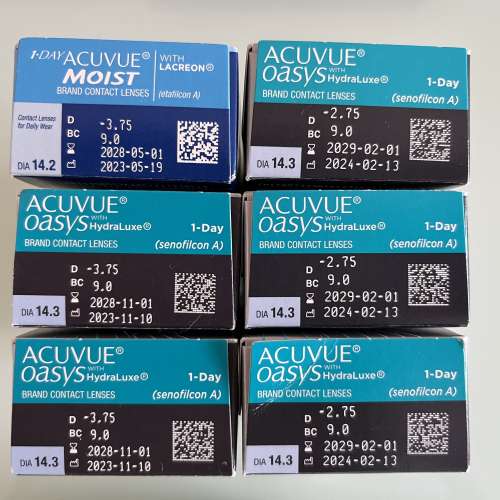 1-DAY ACUVUE® MOIST
WITH LACREON®
BRAND CONTACT LENSES
(etafilcon A)
Contact Lenses
for Daily Wear
D -3.75
BC 9.0
2028-05-01
2023-05-19
DIA 14.2
ACUVUE®
OASYS WITH HydraLuxe®
1-Day
BRAND CONTACT LENSES
(senofilcon A)
D -2.75
BC 9.0
2029-02-01
2024-02-13
DIA 14.3
ACUVUE®
OASYS WITH HydraLuxe®
1-Day
BRAND CONTACT LENSES
(senofilcon A)
D -3.75
BC 9.0
2028-11-01
2023-11-10
DIA 14.3
ACUVUE®
OASYS WITH HydraLuxe®
1-Day
BRAND CONTACT LENSES
(senofilcon A)
D -2.75
BC 9.0
2029-02-01
2024-02-13
DIA 14.3
ACUVUE®
OASYS WITH HydraLuxe®
1-Day
BRAND CONTACT LENSES
(senofilcon A)
D -3.75
BC 9.0
2028-11-01
2023-11-10
DIA 14.3
ACUVUE®
OASYS WITH HydraLuxe®
1-Day
BRAND CONTACT LENSES
(senofilcon A)
D -2.75
BC 9.0
2029-02-01
2024-02-13
DIA 14.3